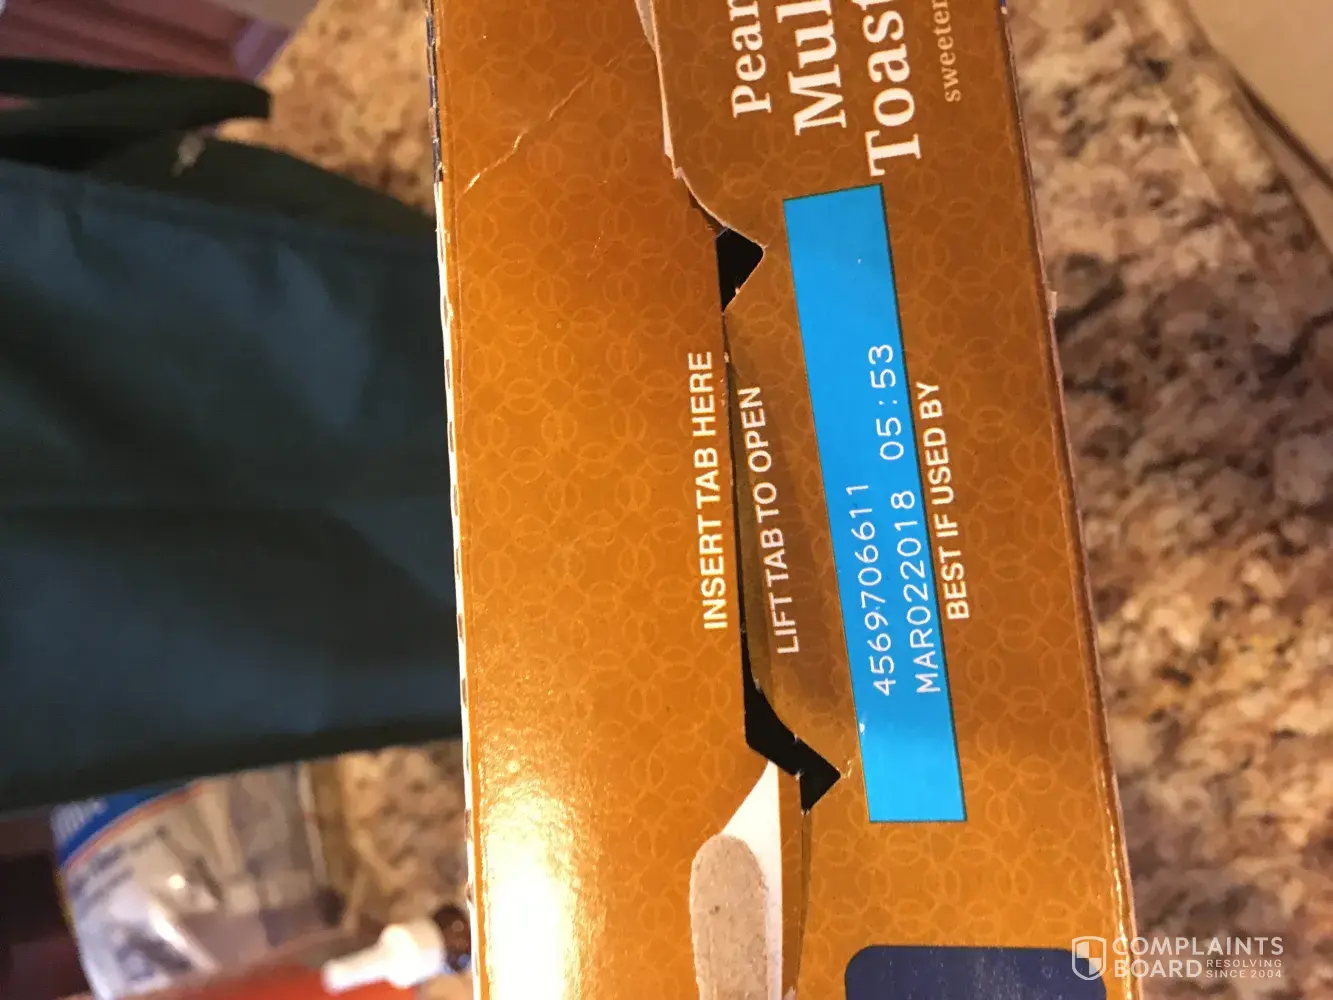 Pear
Mul
Toast
sweeten
INSERT TAB HERE
LIFT TAB TO OPEN
4569706611
MAR022018 05:53
BEST IF USED BY
COMPLAINTS
BOARD RESOLVING
SINCE 2004